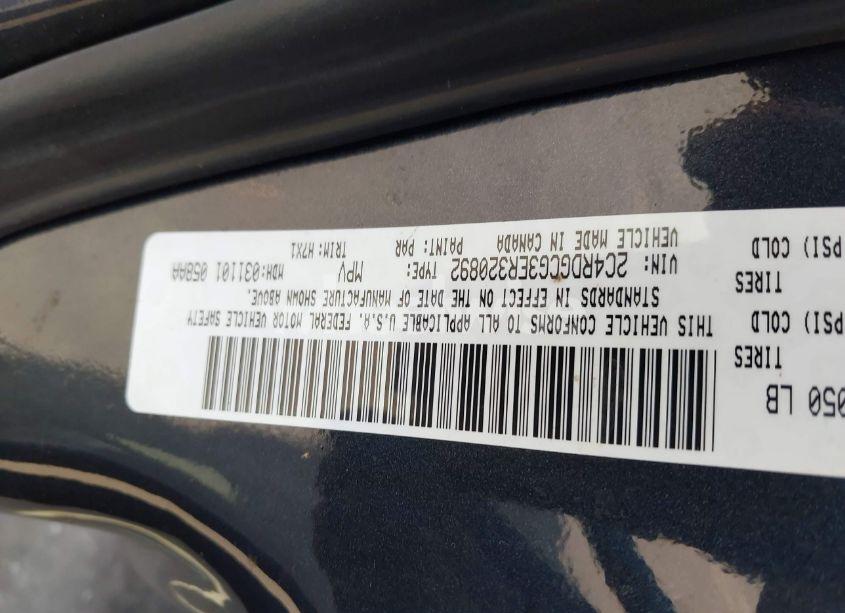 050 LB
TIRES
PSI) COLD
TIRES
PSI) COLD
THIS VEHICLE CONFORMS TO ALL APPLICABLE U.S.A. FEDERAL MOTOR VEHICLE SAFETY
STANDARDS IN EFFECT ON THE DATE OF MANUFACTURE SHOWN ABOVE.
VIN: 2C4RDGCG3ER320892 TYPE: MPV MDH:031101 058AA
VEHICLE MADE IN CANADA PAINT: PAR TRIM: H7X1